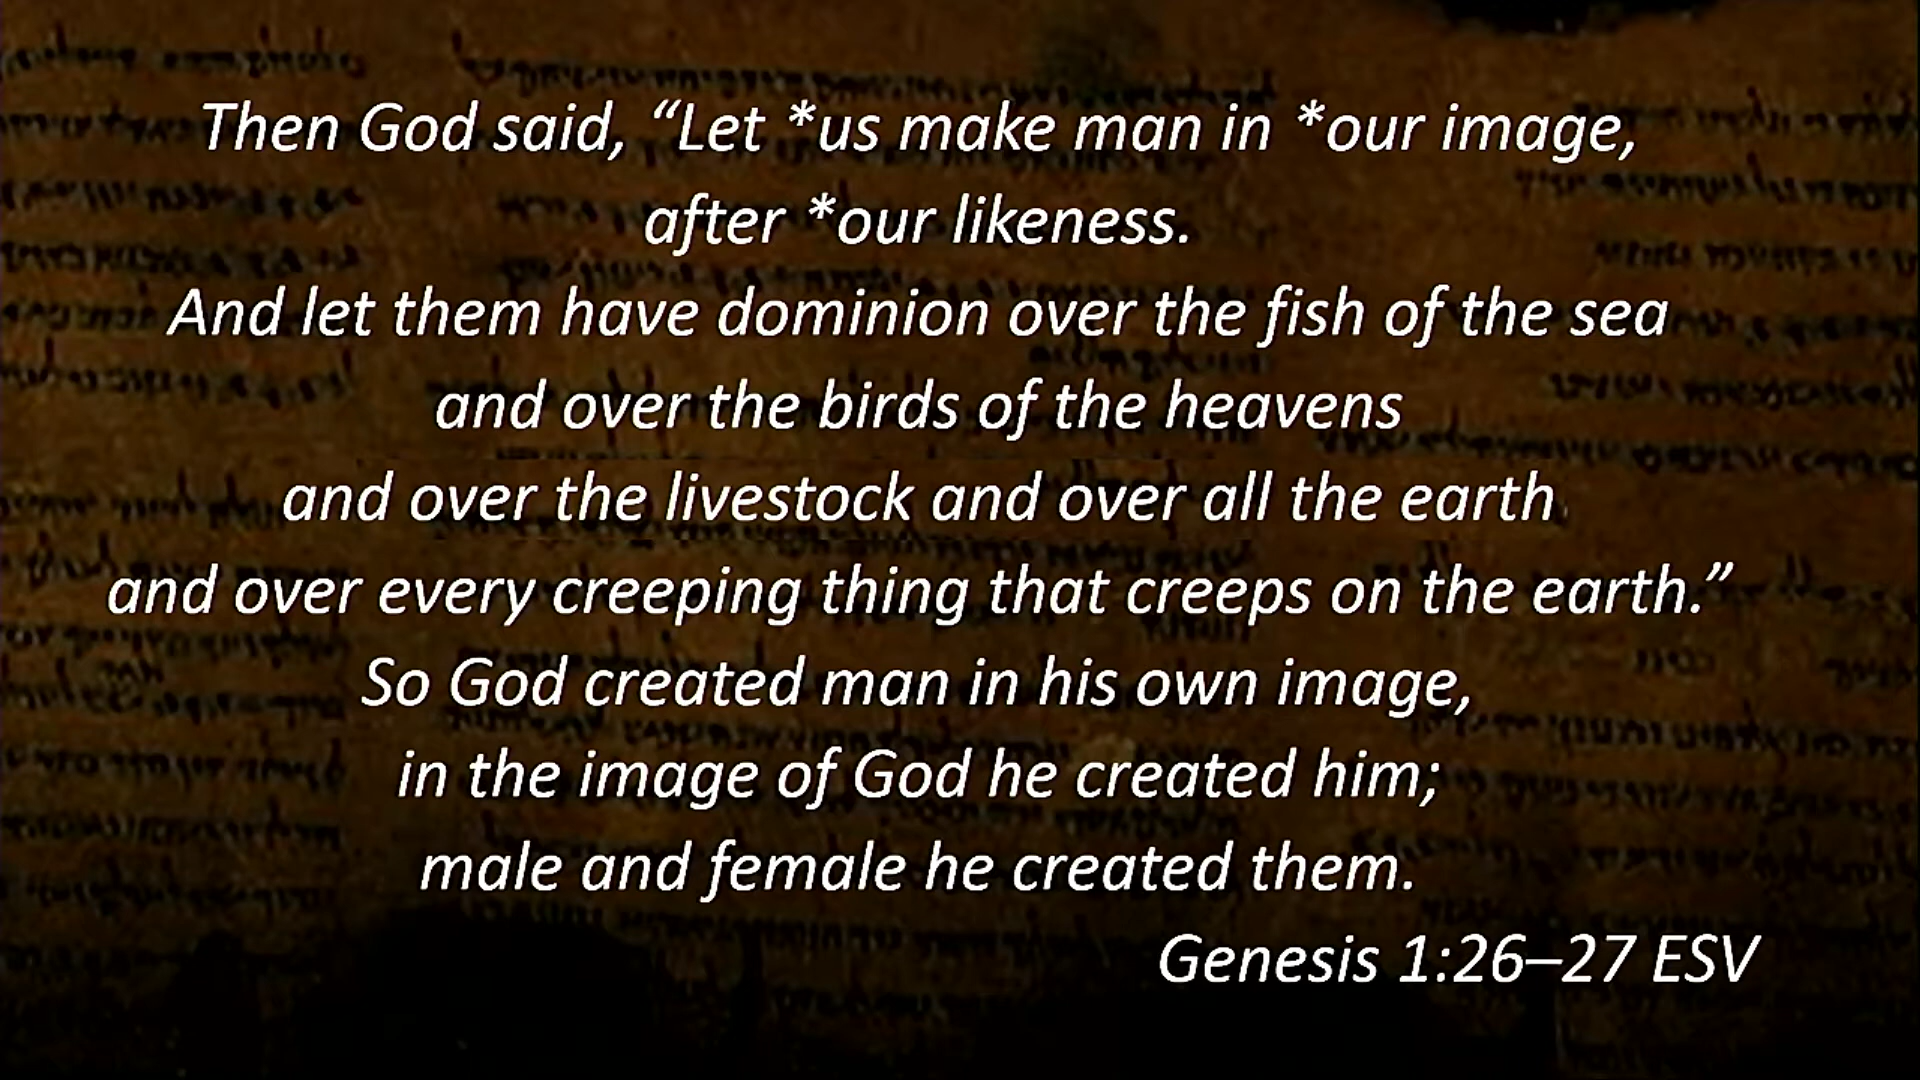 Then God said, “Let *us make man in *our image,
after *our likeness.
And let them have dominion over the fish of the sea
and over the birds of the heavens
and over the livestock and over all the earth
and over every creeping thing that creeps on the earth.”
So God created man in his own image,
in the image of God he created him;
male and female he created them.
Genesis 1:26–27 ESV